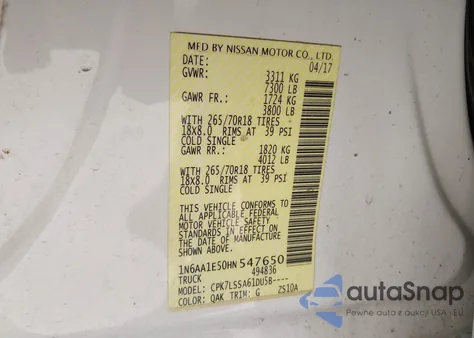 MFD BY NISSAN MOTOR CO., LTD.
DATE: 04/17
GVWR: 3311 KG
7300 LB
GAWR FR.: 1724 KG
3800 LB
WITH 265/70R18 TIRES
18x8.0 RIMS AT 39 PSI
COLD SINGLE
GAWR RR.: 1820 KG
4012 LB
WITH 265/70R18 TIRES
18x8.0 RIMS AT 39 PSI
COLD SINGLE
THIS VEHICLE CONFORMS TO
ALL APPLICABLE FEDERAL
MOTOR VEHICLE SAFETY
STANDARDS IN EFFECT ON
THE DATE OF MANUFACTURE
SHOWN ABOVE.
1N6AA1E50HN547650
TRUCK 494836
MODEL: CPK7LSSA61DUSB----
COLOR: QAK TRIM: G 2S10A
autaSnap
Pewne auta z aukcji USA i